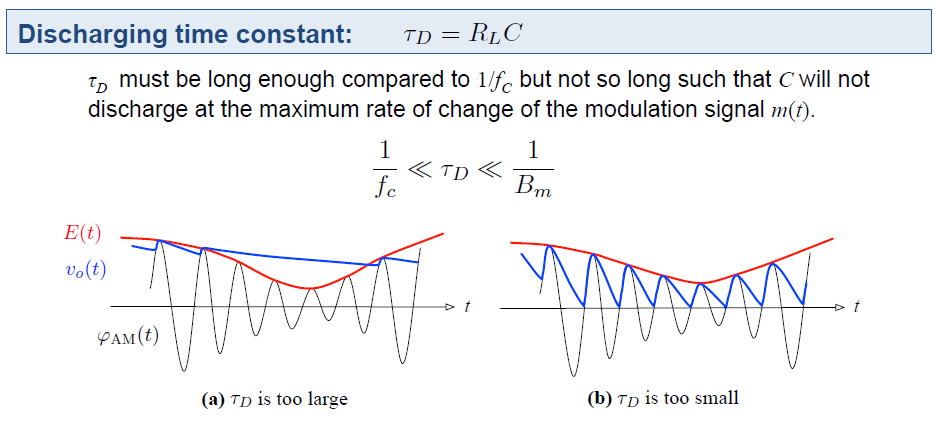 Discharging time constant: τ_D = R_L C
τ_D must be long enough compared to 1/f_C but not so long such that C will not
discharge at the maximum rate of change of the modulation signal m(t).
1/f_c ≪ τ_D ≪ 1/B_m
E(t)
v_o(t)
t
φ_AM(t)
(a) τ_D is too large
t
(b) τ_D is too small